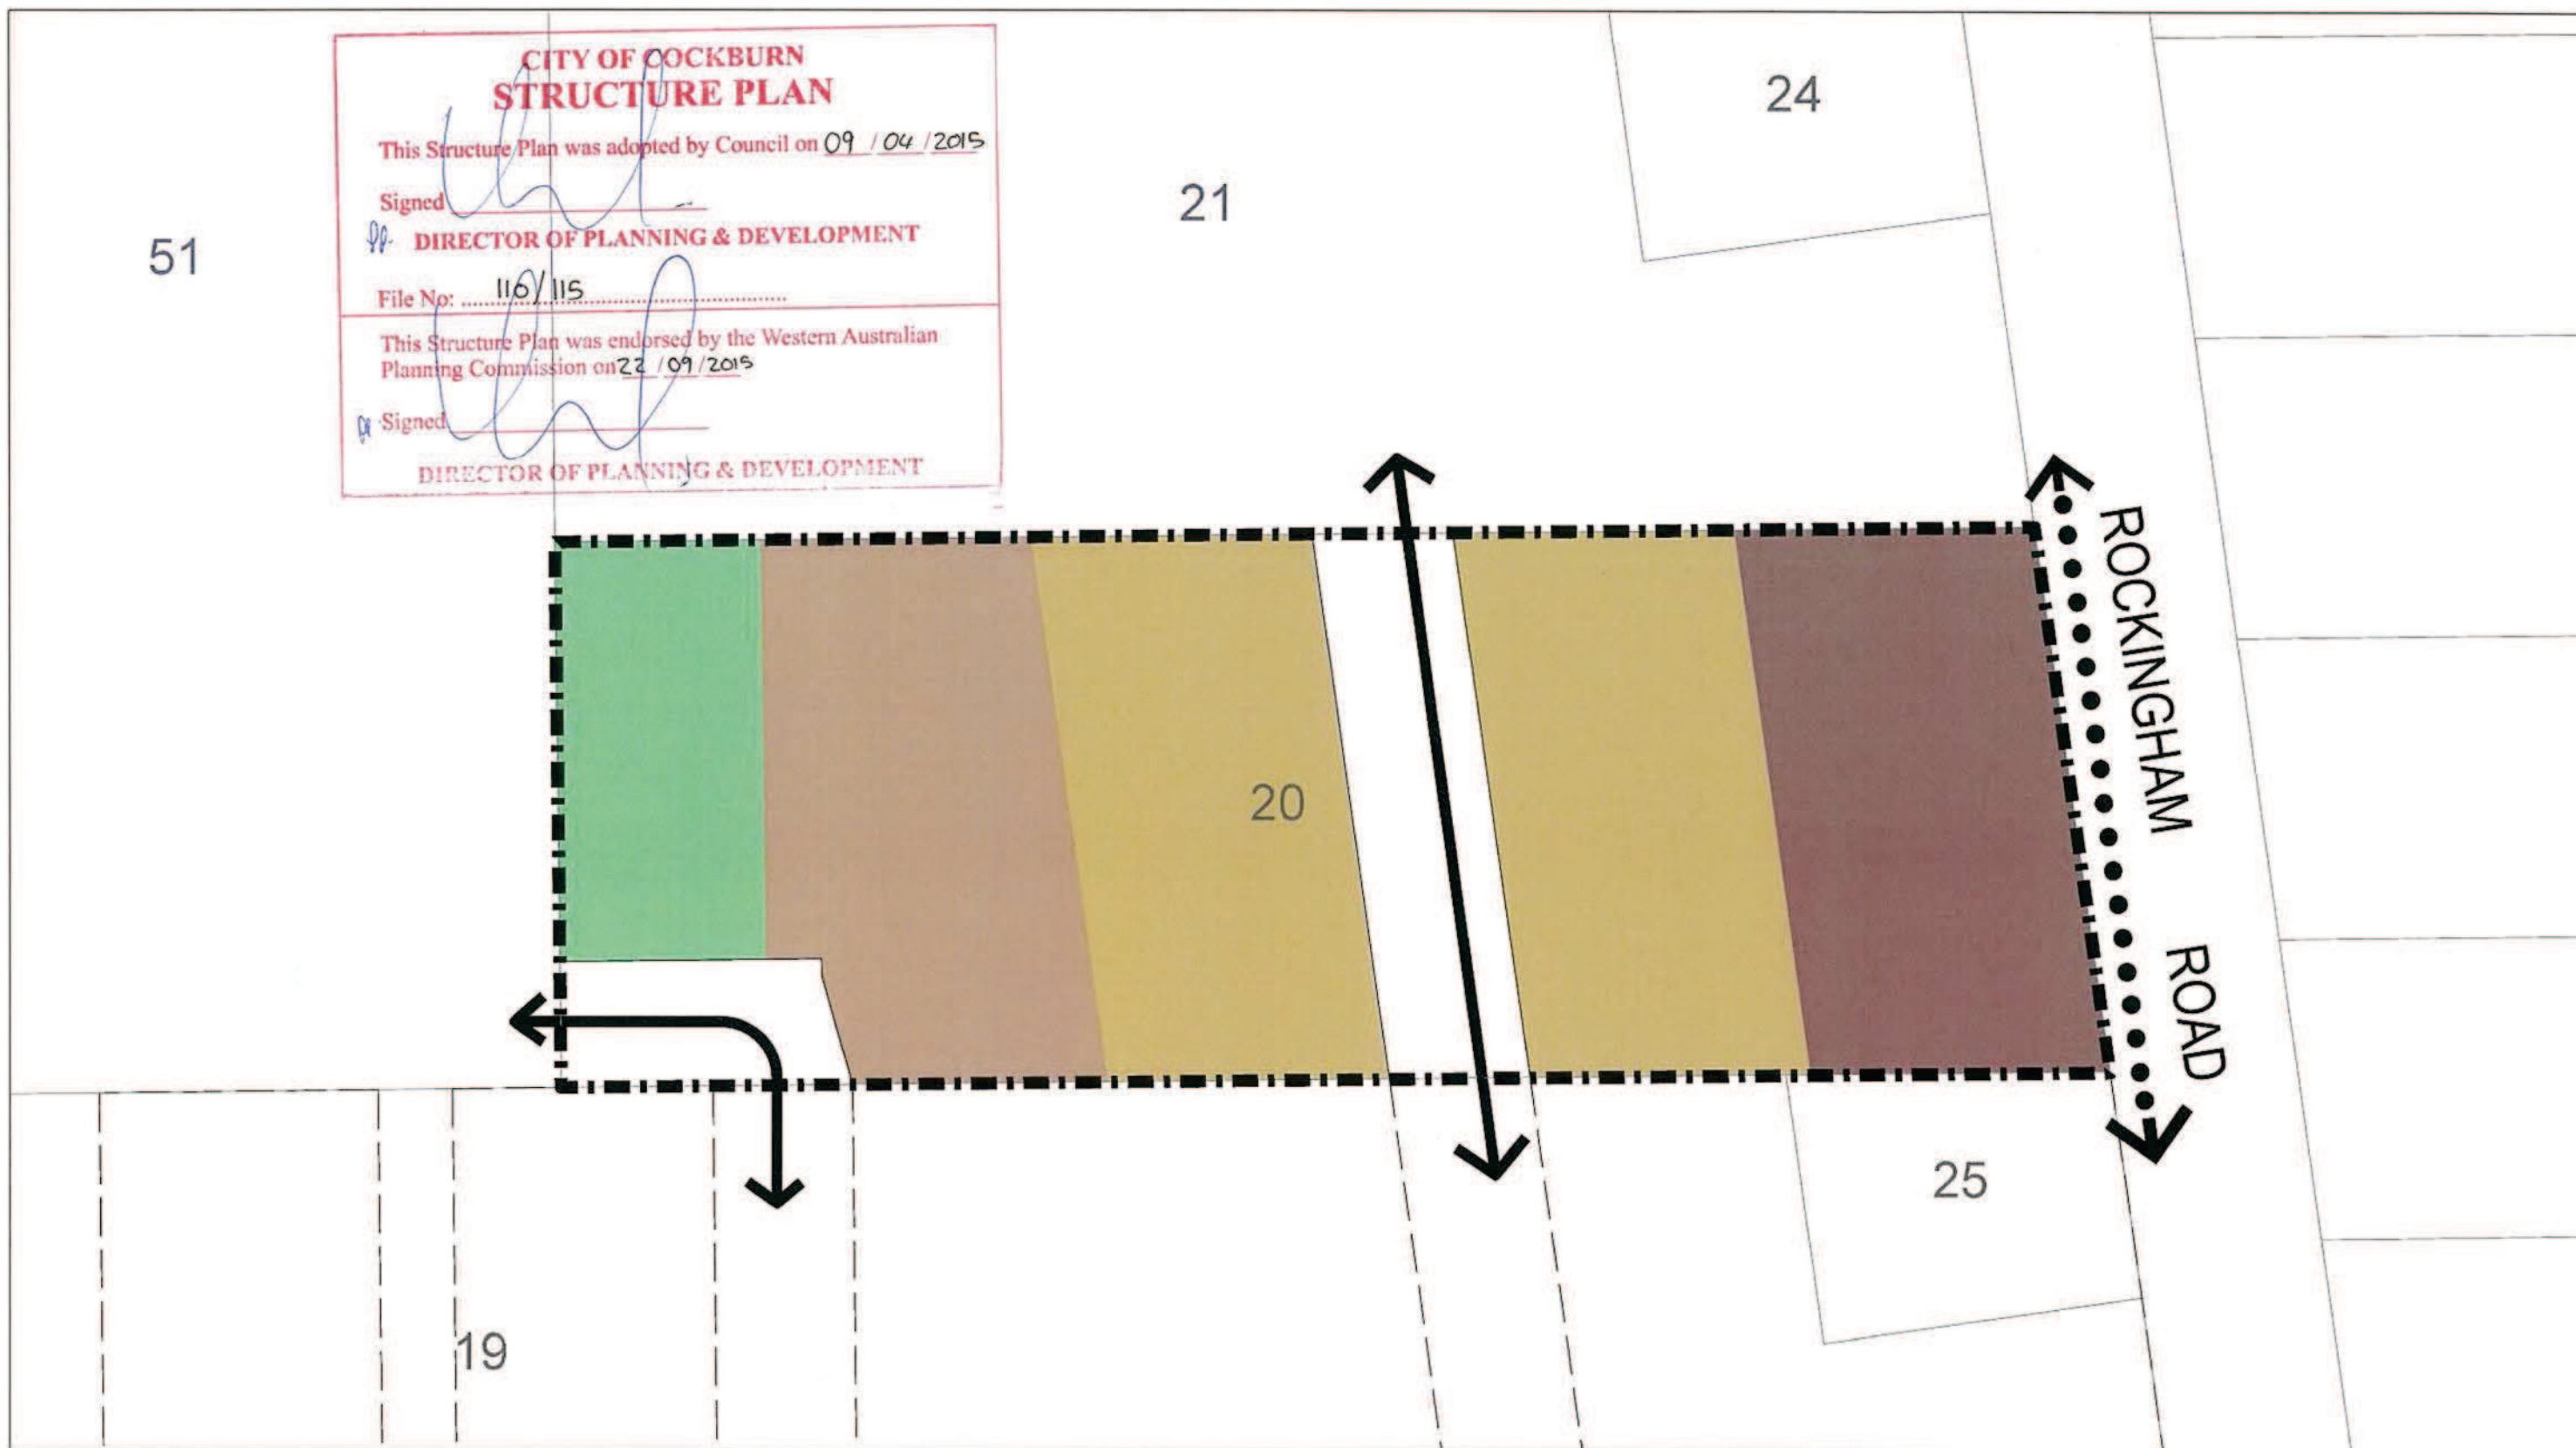 CITY OF COCKBURN
STRUCTURE PLAN
This Structure Plan was adopted by Council on 09 / 04 / 2015
Signed
pp. DIRECTOR OF PLANNING & DEVELOPMENT
File No: 110/115
This Structure Plan was endorsed by the Western Australian
Planning Commission on 22 / 09 / 2015
Signed
DIRECTOR OF PLANNING & DEVELOPMENT
24
21
51
20
ROCKINGHAM ROAD
25
19